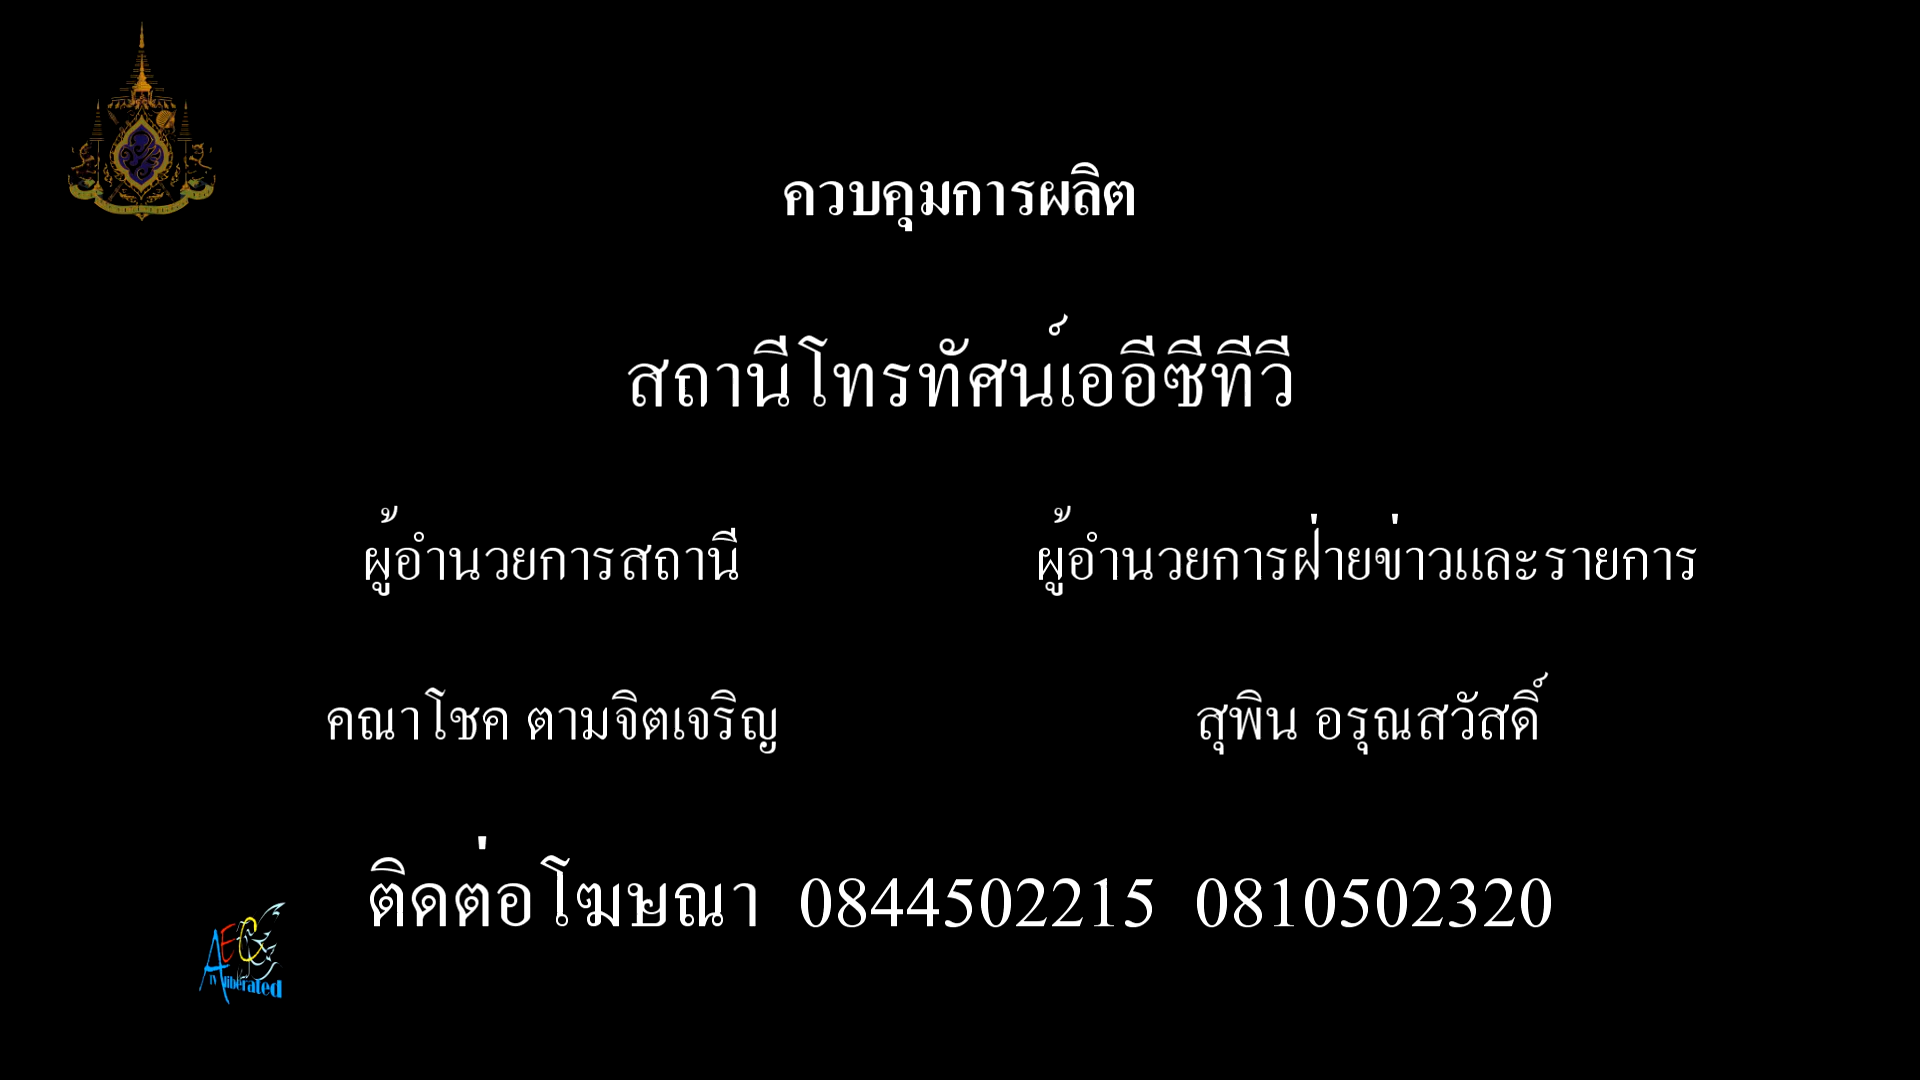 ควบคุมการผลิต
สถานีโทรทัศน์เออีซีทีวี
ผู้อำนวยการสถานี ผู้อำนวยการฝ่ายข่าวและรายการ
คณาโชค ตามจิตเจริญ สุพิน อรุณสวัสดิ์
ติดต่อโฆษณา 0844502215 0810502320
AEC
TV liberated